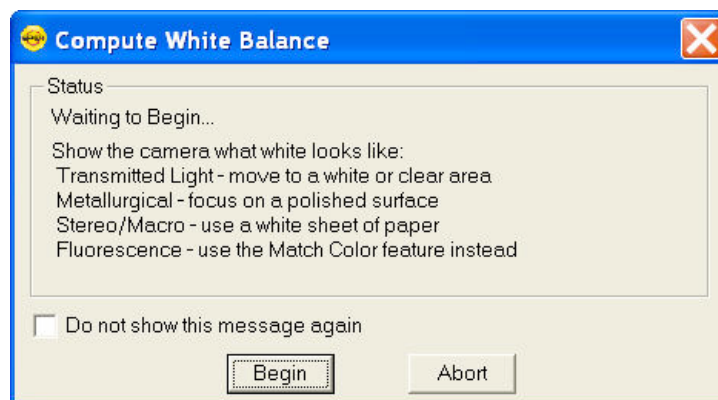 Compute White Balance
Status
Waiting to Begin...
Show the camera what white looks like:
Transmitted Light - move to a white or clear area
Metallurgical - focus on a polished surface
Stereo/Macro - use a white sheet of paper
Fluorescence - use the Match Color feature instead
Do not show this message again
Begin Abort